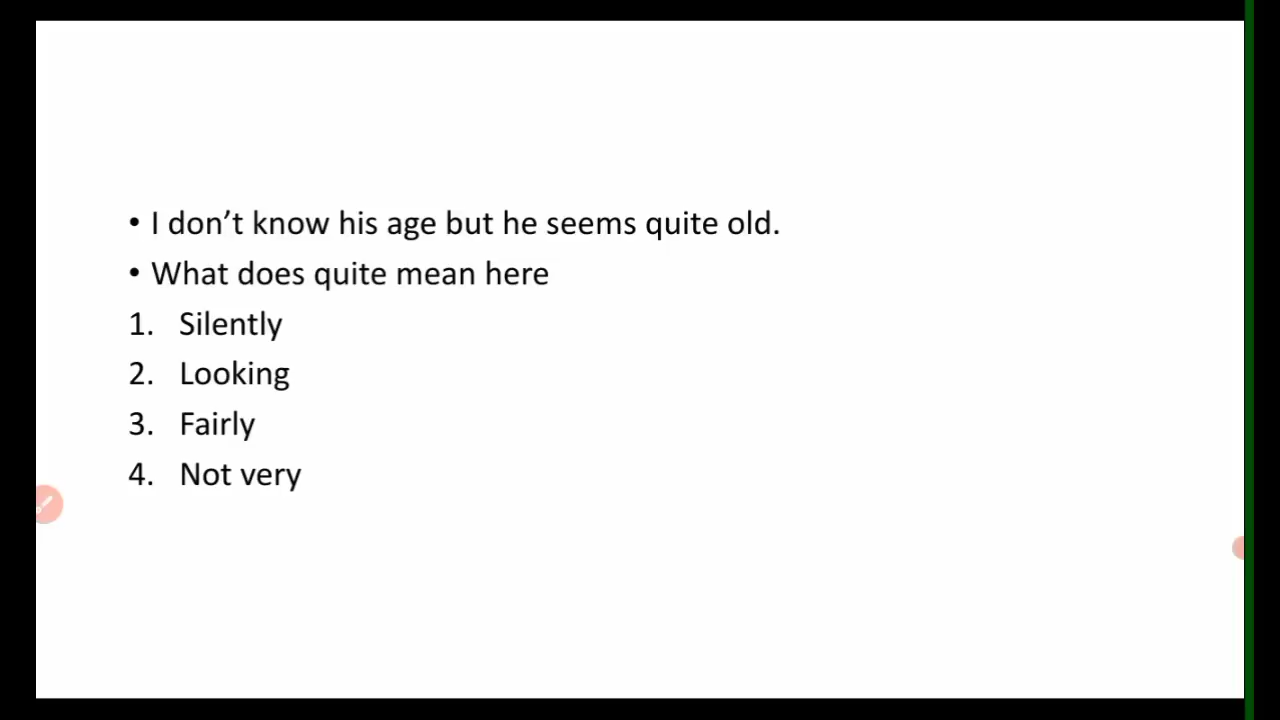 • I don’t know his age but he seems quite old.
• What does quite mean here
1. Silently
2. Looking
3. Fairly
4. Not very